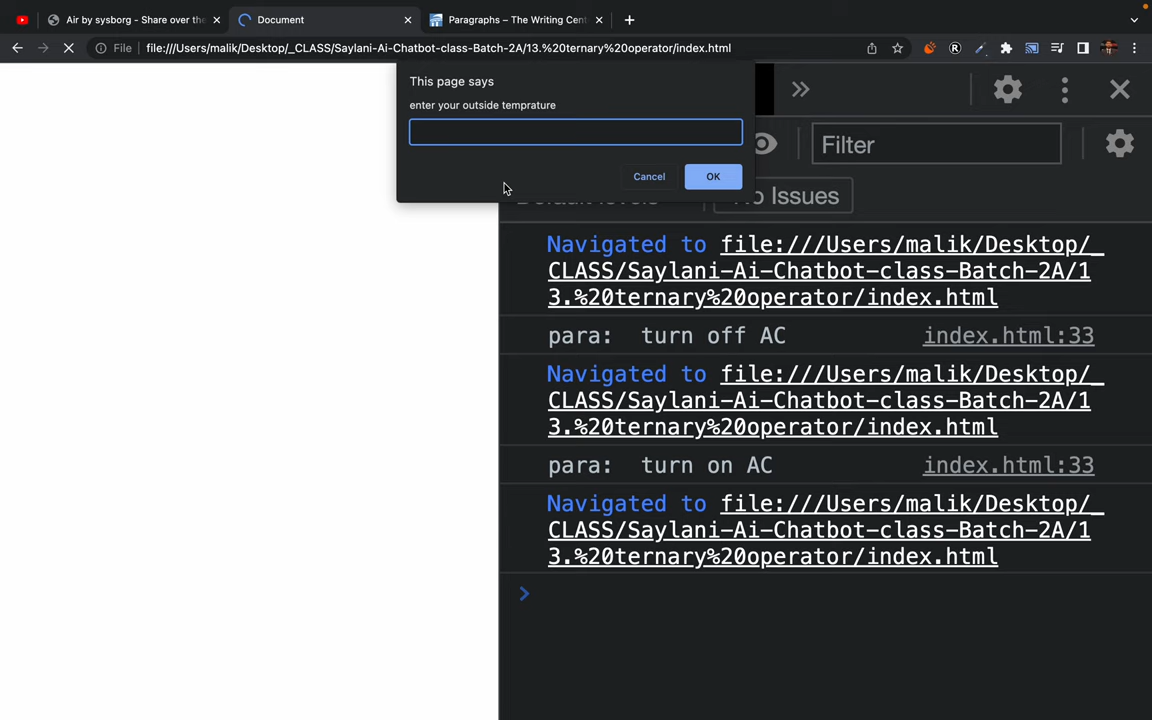 Air by sysborg - Share over the
Document
Paragraphs – The Writing Cent
File
file:///Users/malik/Desktop/_CLASS/Saylani-Ai-Chatbot-class-Batch-2A/13.%20ternary%20operator/index.html
This page says
enter your outside temprature
Cancel
OK
Filter
No Issues
Navigated to file:///Users/malik/Desktop/_
CLASS/Saylani-Ai-Chatbot-class-Batch-2A/1
3.%20ternary%20operator/index.html
para:  turn off AC index.html:33
Navigated to file:///Users/malik/Desktop/_
CLASS/Saylani-Ai-Chatbot-class-Batch-2A/1
3.%20ternary%20operator/index.html
para:  turn on AC index.html:33
Navigated to file:///Users/malik/Desktop/_
CLASS/Saylani-Ai-Chatbot-class-Batch-2A/1
3.%20ternary%20operator/index.html